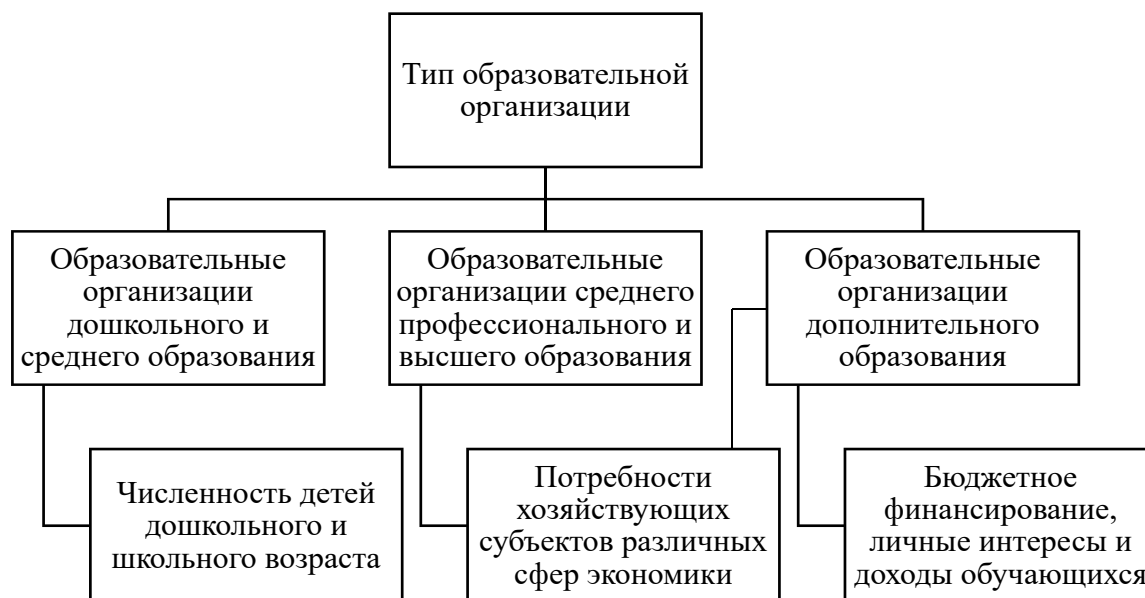 Тип образовательной
организации
Образовательные
организации
дошкольного и
среднего образования
Образовательные
организации среднего
профессионального и
высшего образования
Образовательные
организации
дополнительного
образования
Численность детей
дошкольного и
школьного возраста
Потребности
хозяйствующих
субъектов различных
сфер экономики
Бюджетное
финансирование,
личные интересы и
доходы обучающихся